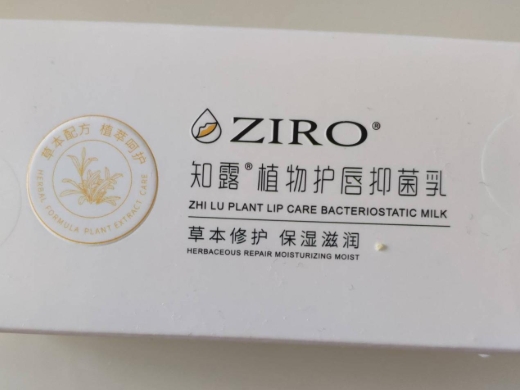 草本配方 植萃呵护
HERBAL FORMULA PLANT EXTRACT CARE
ZIRO®
知露®植物护唇抑菌乳
ZHI LU PLANT LIP CARE BACTERIOSTATIC MILK
草本修护 保湿滋润
HERBACEOUS REPAIR MOISTURIZING MOIST